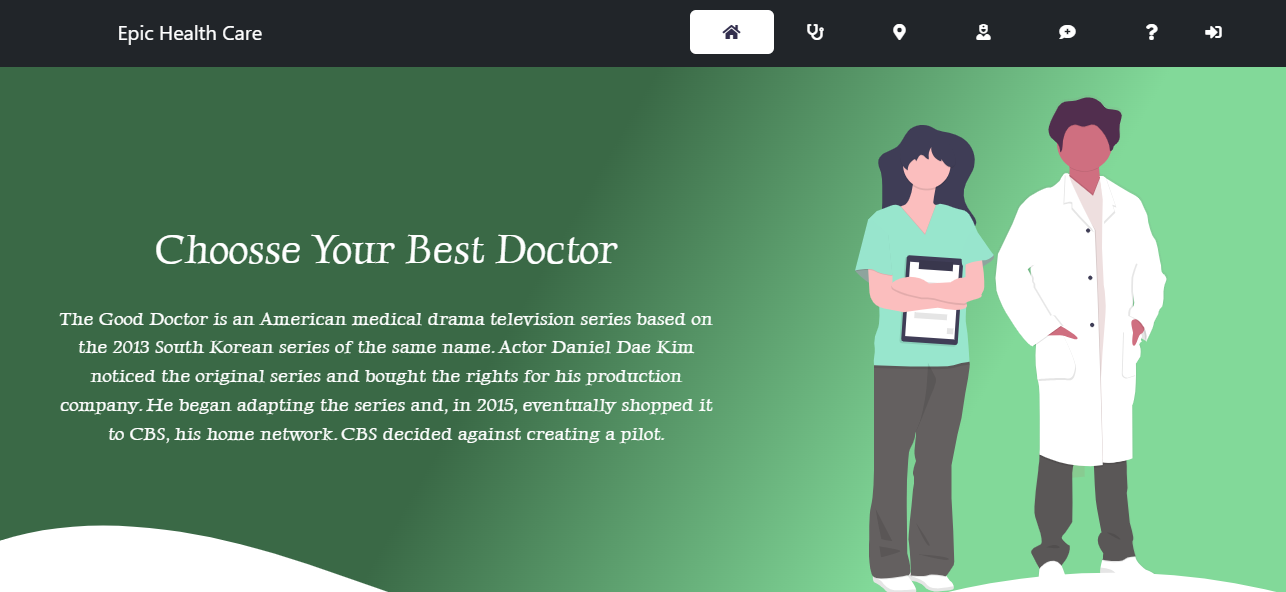 Epic Health Care
Choosse Your Best Doctor
The Good Doctor is an American medical drama television series based on
the 2013 South Korean series of the same name. Actor Daniel Dae Kim
noticed the original series and bought the rights for his production
company. He began adapting the series and, in 2015, eventually shopped it
to CBS, his home network. CBS decided against creating a pilot.